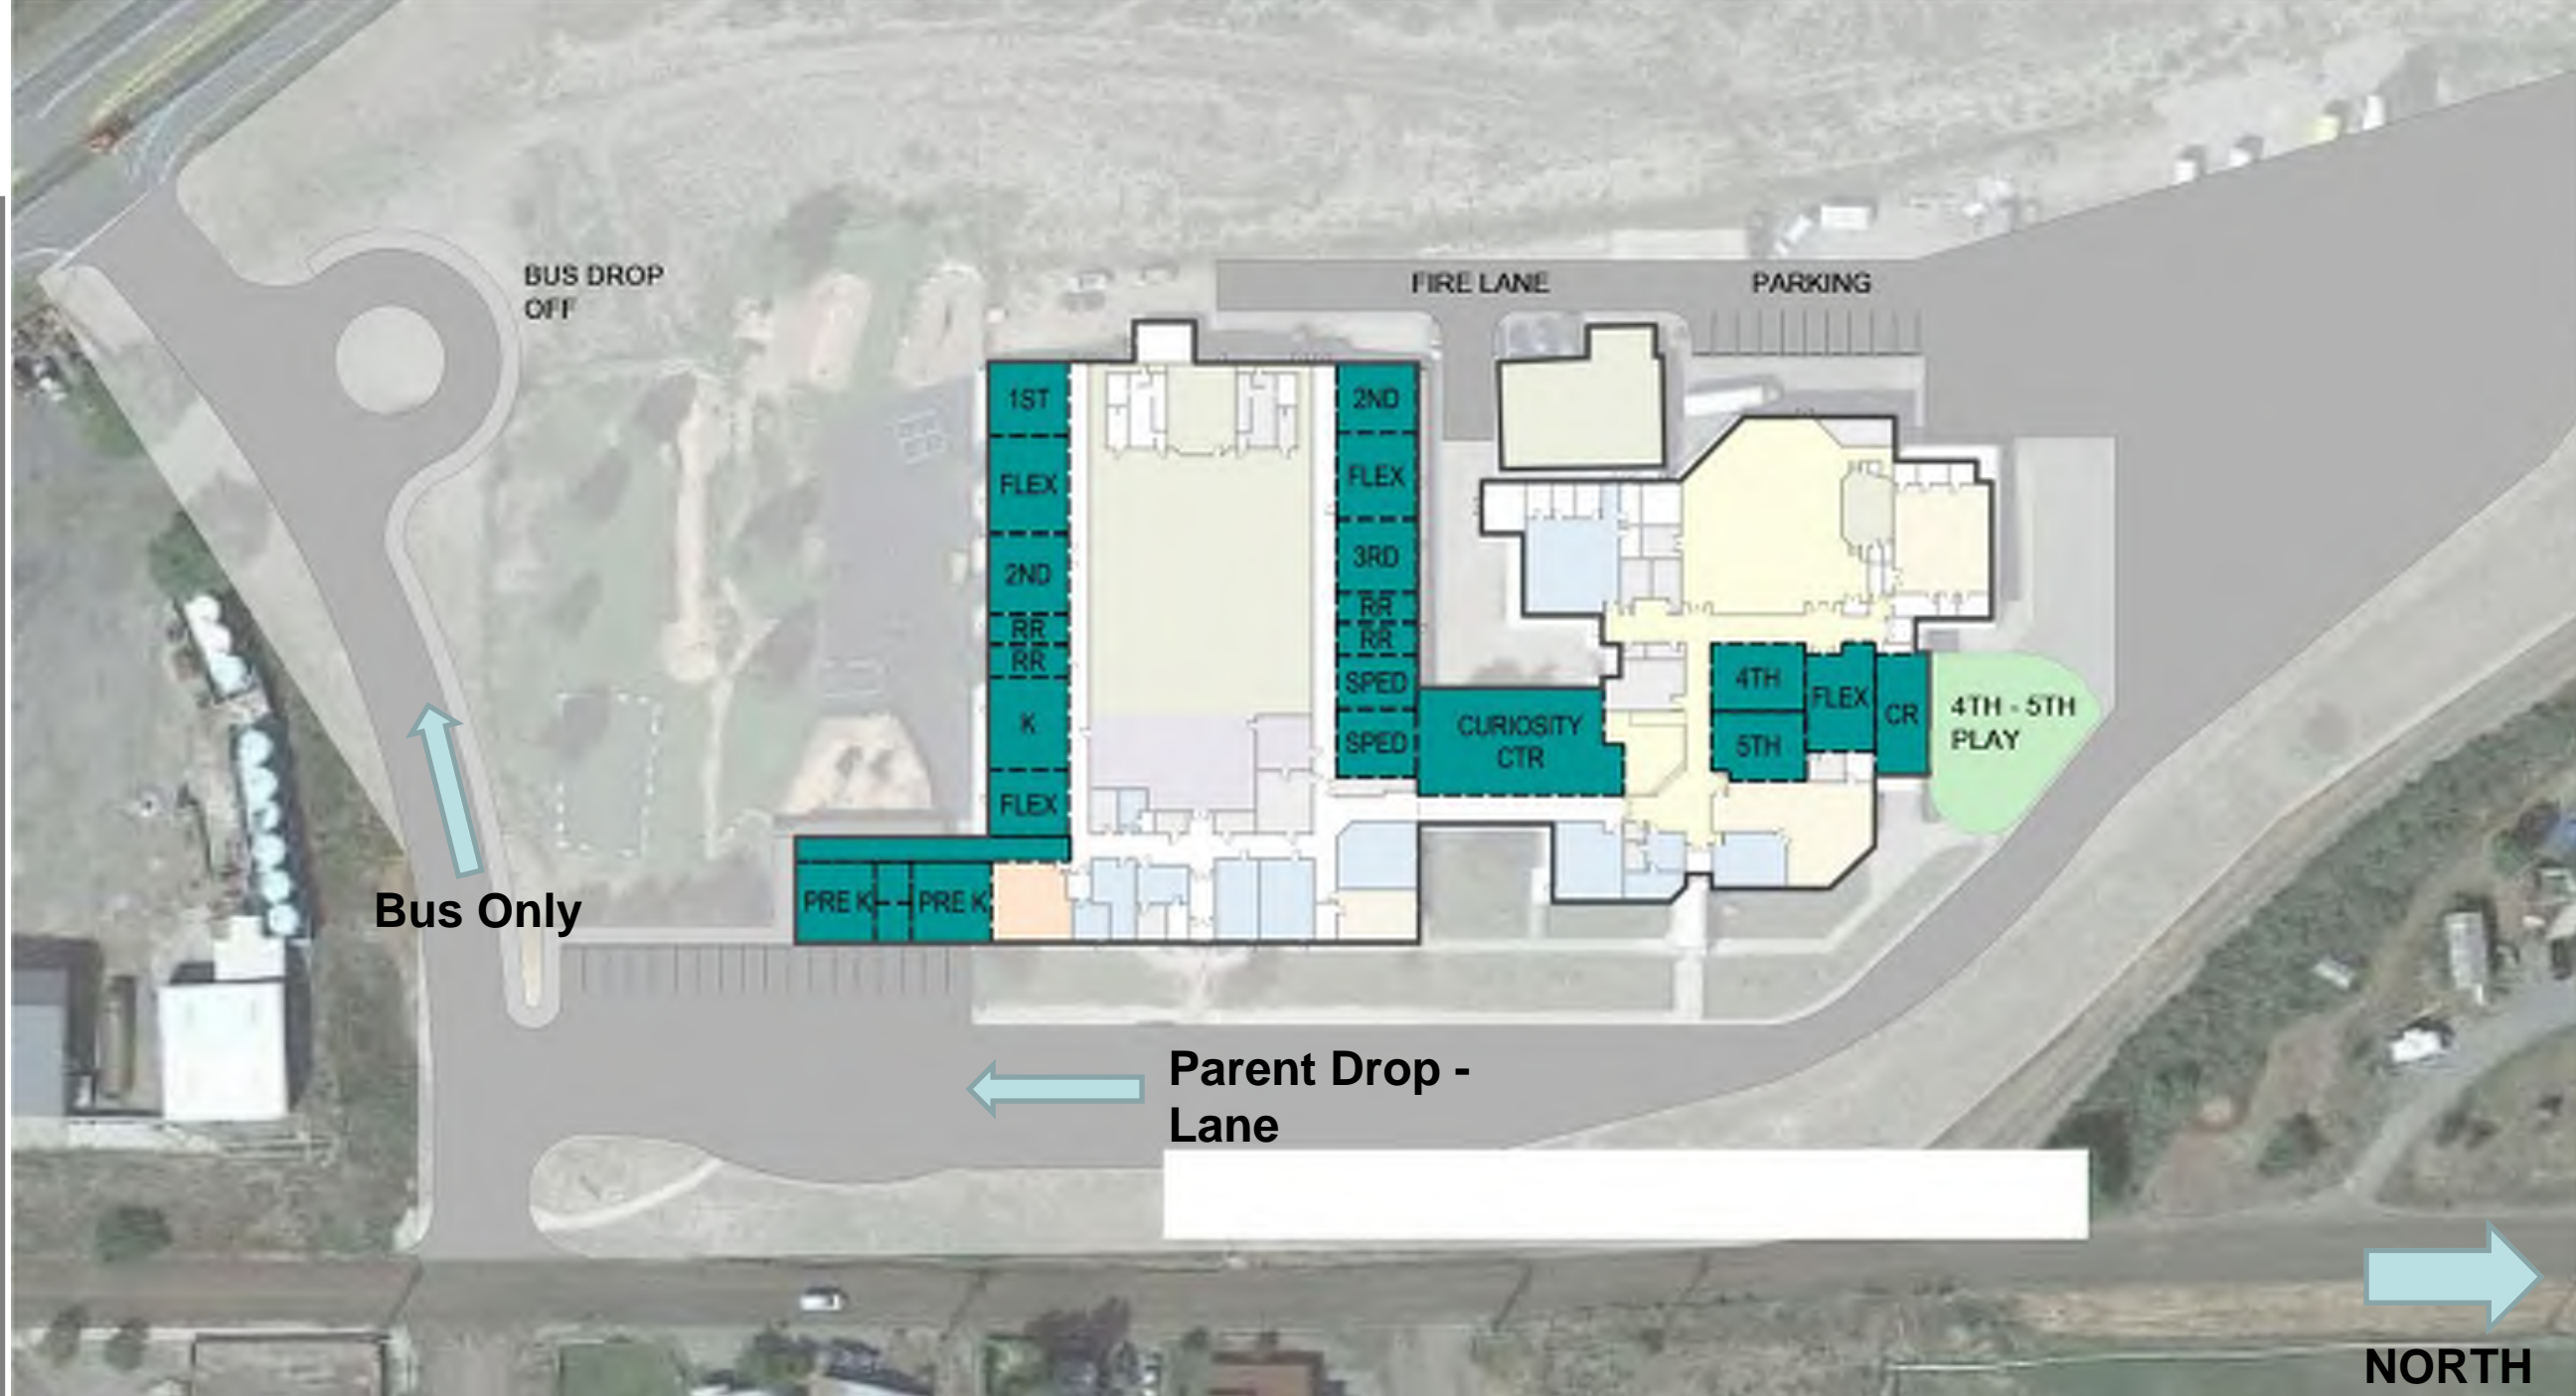 BUS DROP
OFF
FIRE LANE
PARKING
1ST
FLEX
2ND
RR
RR
K
FLEX
PRE K
PRE K
2ND
FLEX
3RD
RR
RR
SPED
SPED
CURIOSITY
CTR
4TH
5TH
FLEX
CR
4TH - 5TH
PLAY
Bus Only
Parent Drop -
Lane
NORTH